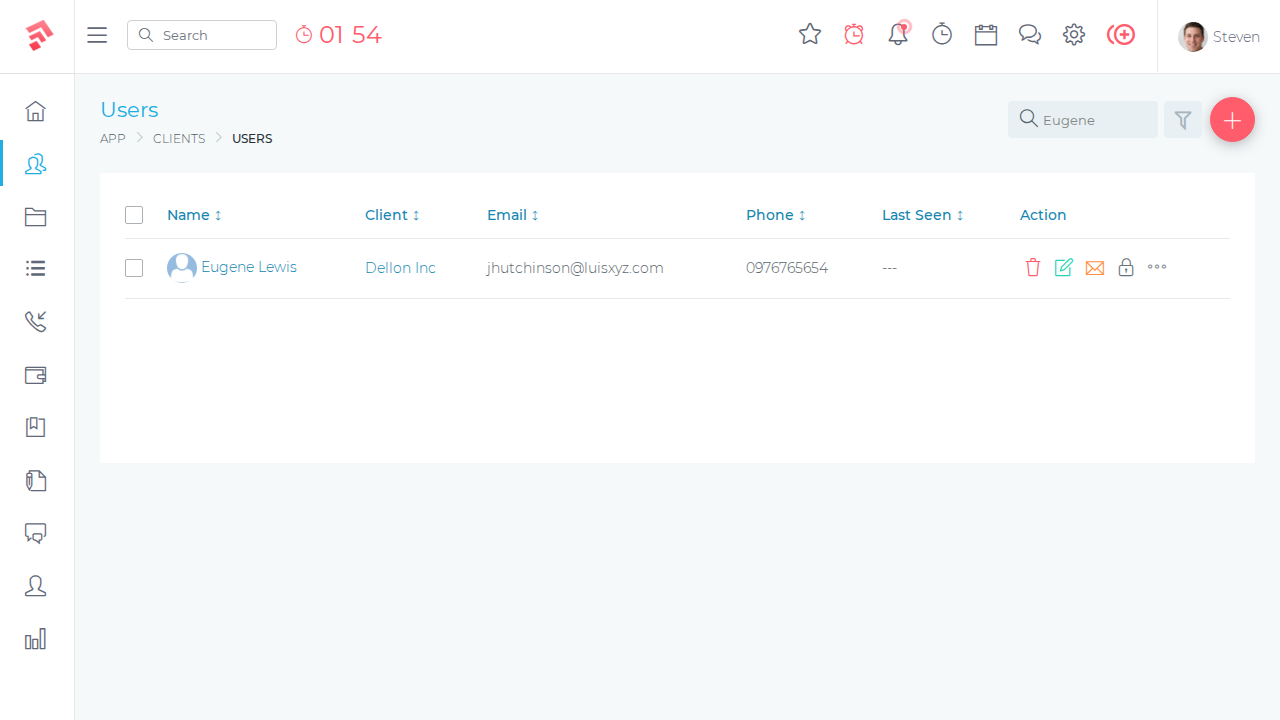 Search
01 54
Steven
Users
APP CLIENTS USERS
Eugene
Name ↕ Client ↕ Email ↕ Phone ↕ Last Seen ↕ Action
Eugene Lewis Dellon Inc jhutchinson@luisxyz.com 0976765654 ---